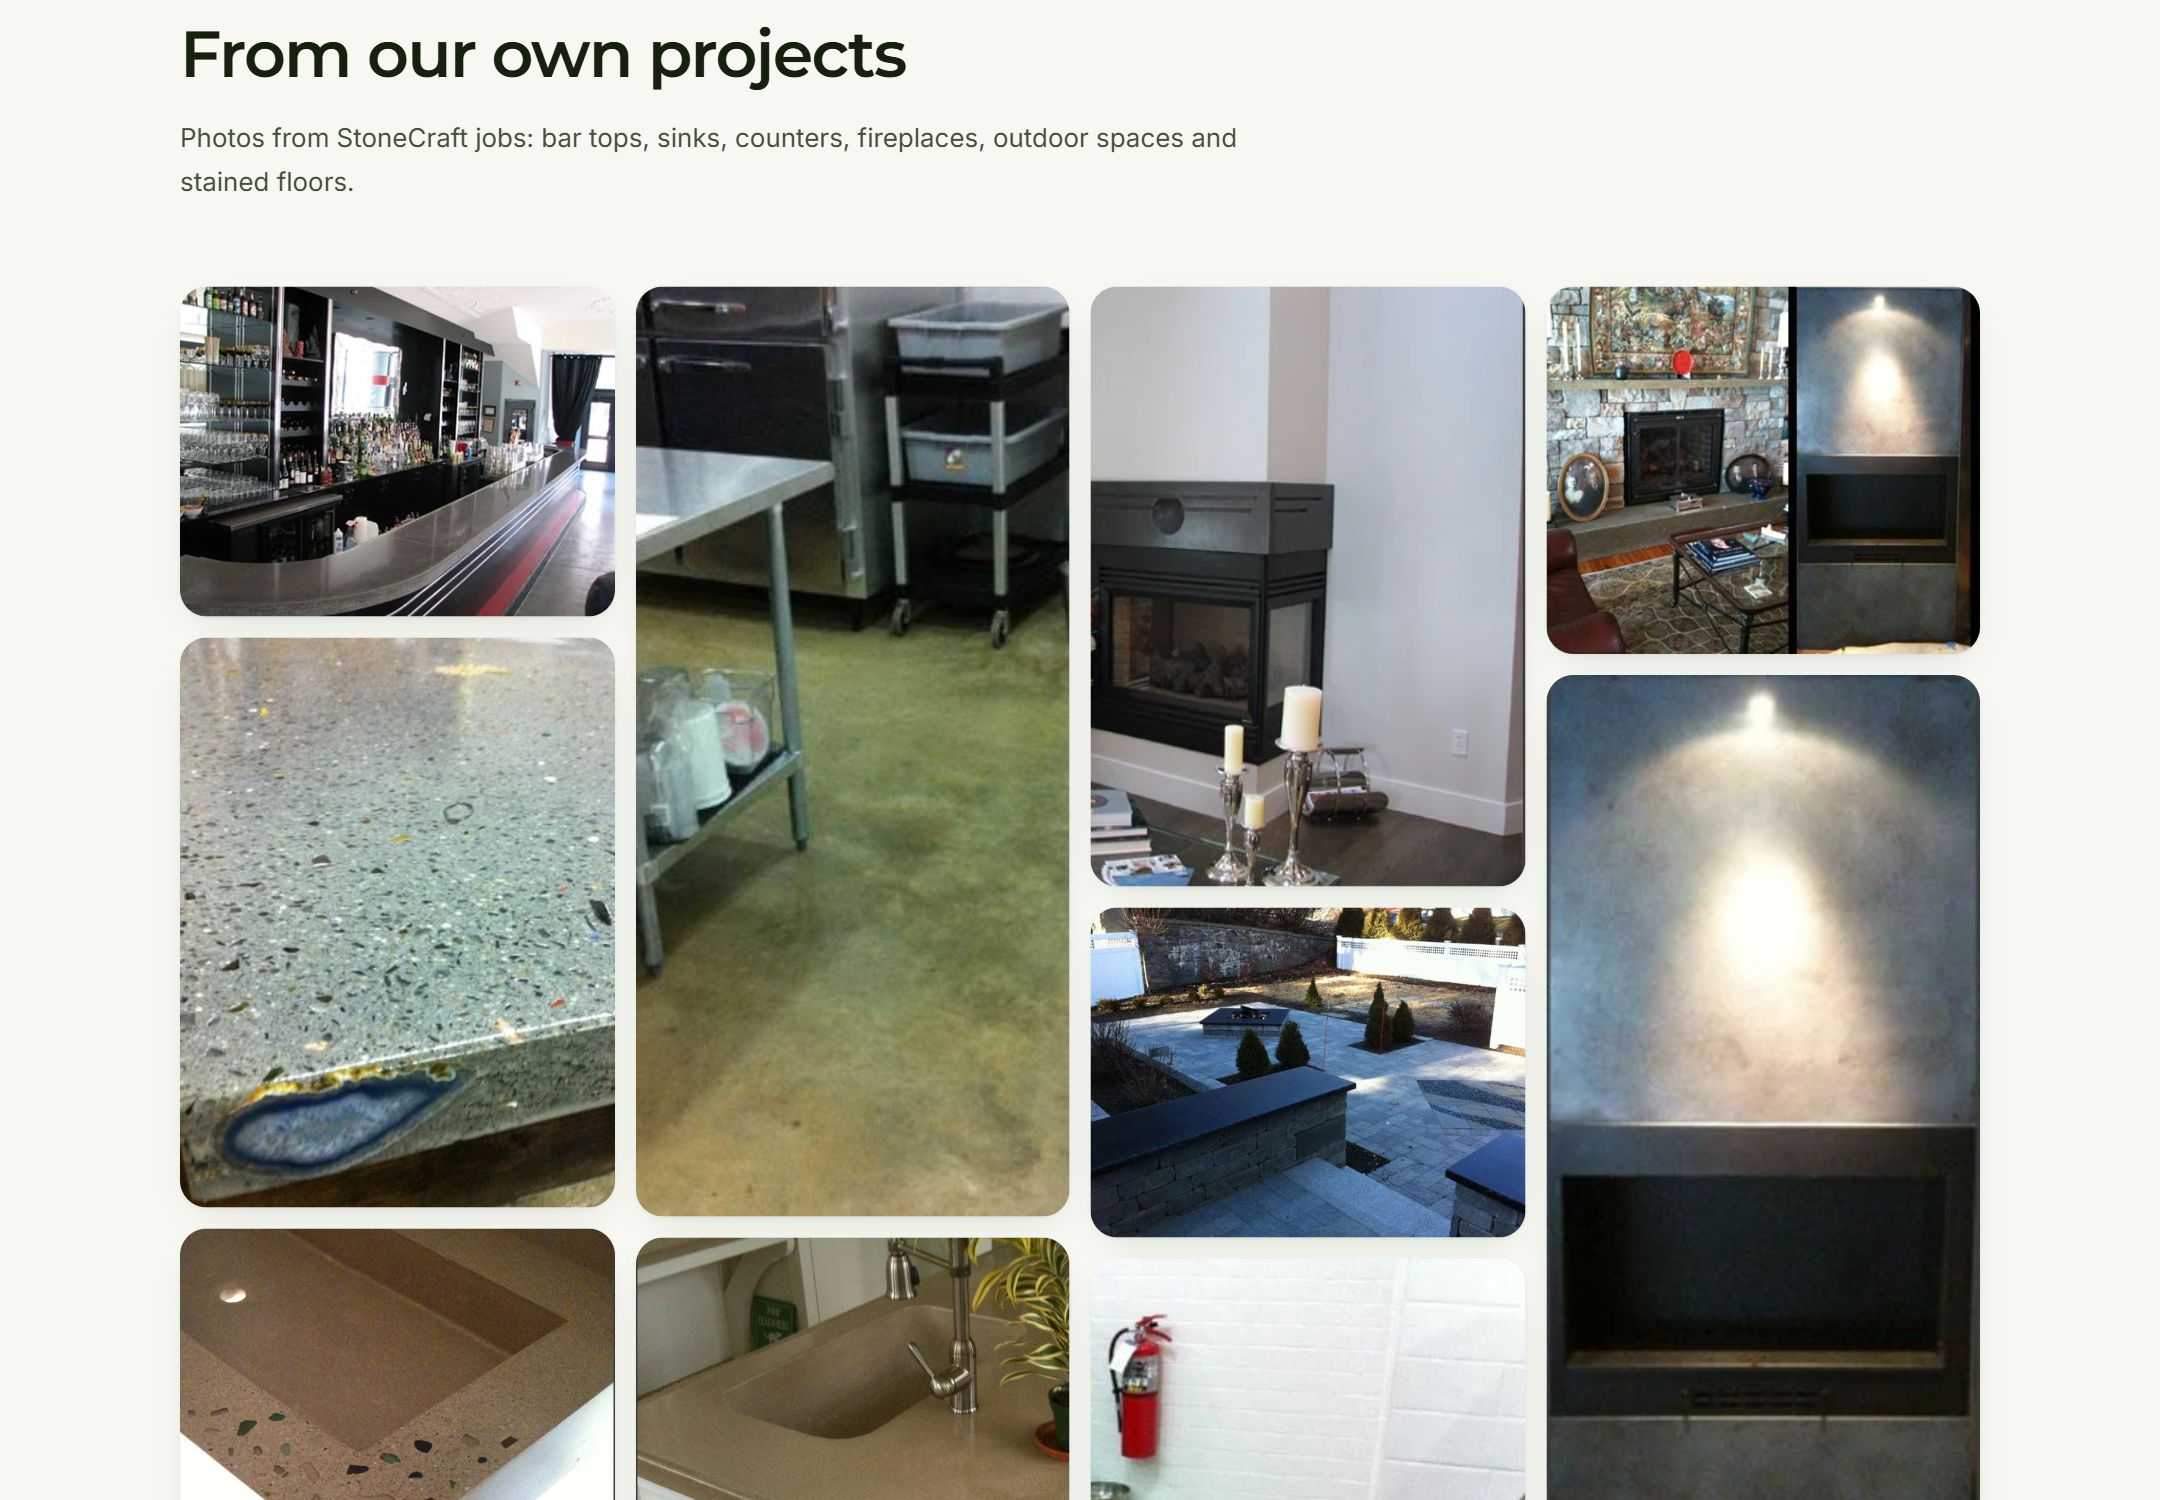 From our own projects
Photos from StoneCraft jobs: bar tops, sinks, counters, fireplaces, outdoor spaces and
stained floors.